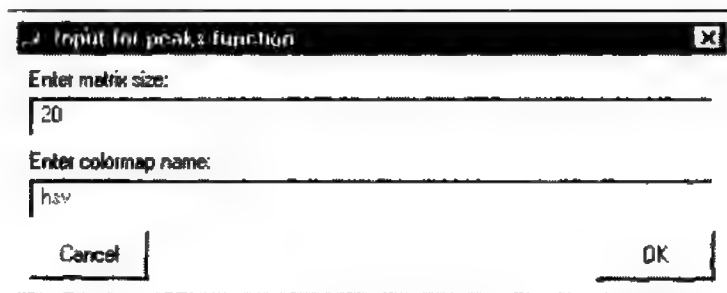 Input for peaks function
Enter matrix size:
20
Enter colormap name:
hsv
Cancel OK